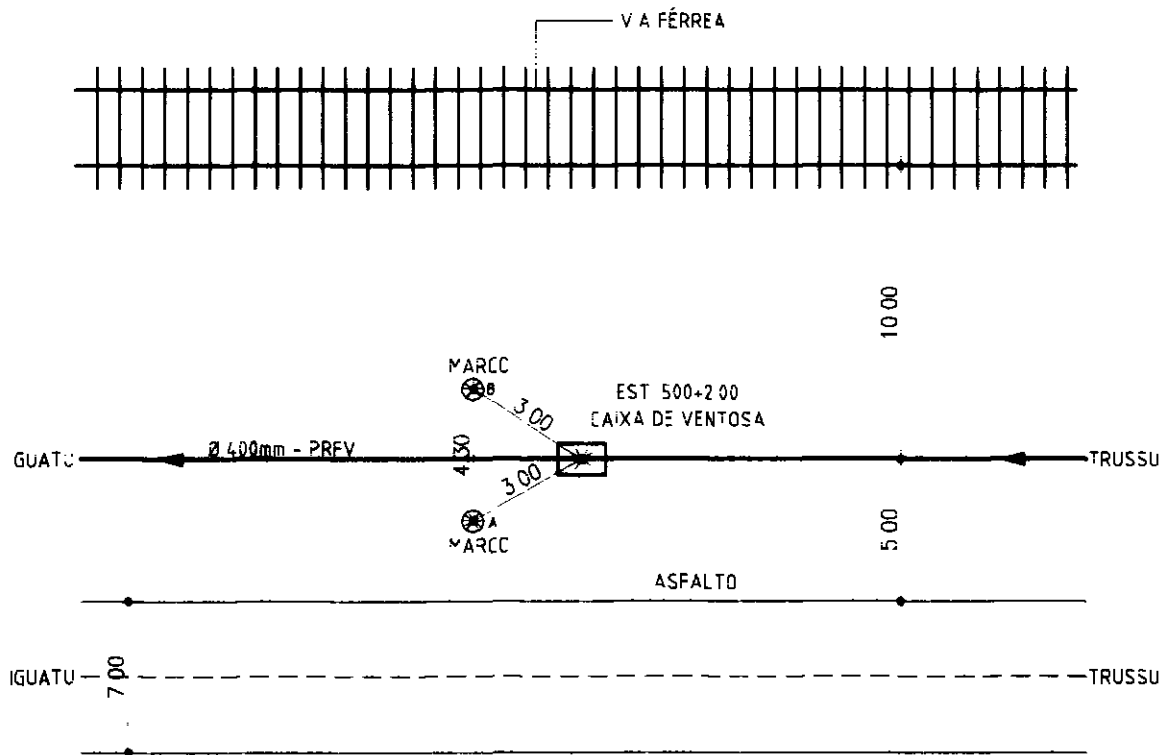 V A FÉRREA
10 00
MARCC
B
3 00
EST 500+2 00
CAIXA DE VENTOSA
GUATU
Ø 400mm - PRFV
4 30
TRUSSU
3 00
A
MARCC
5 00
ASFALTO
IGUATU
7 00
TRUSSU